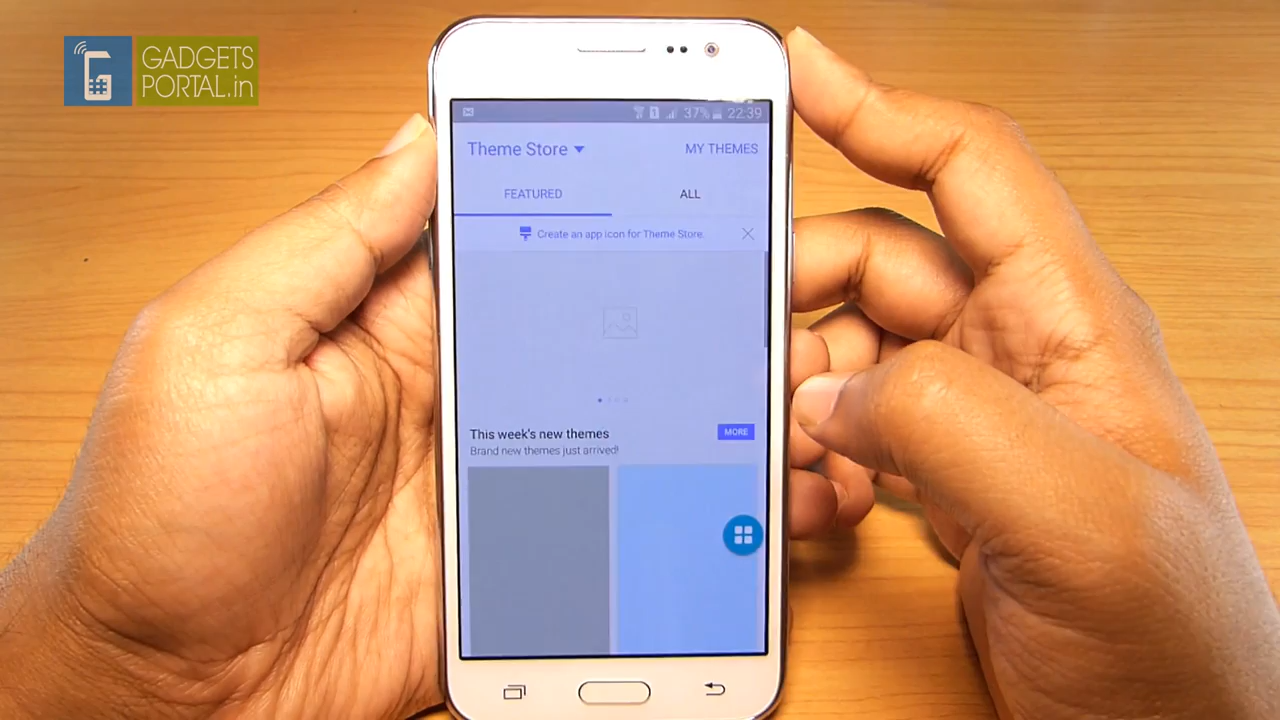 GADGETS
PORTAL.in
37% 22:39
Theme Store MY THEMES
FEATURED ALL
Create an app icon for Theme Store.
This week's new themes MORE
Brand new themes just arrived!